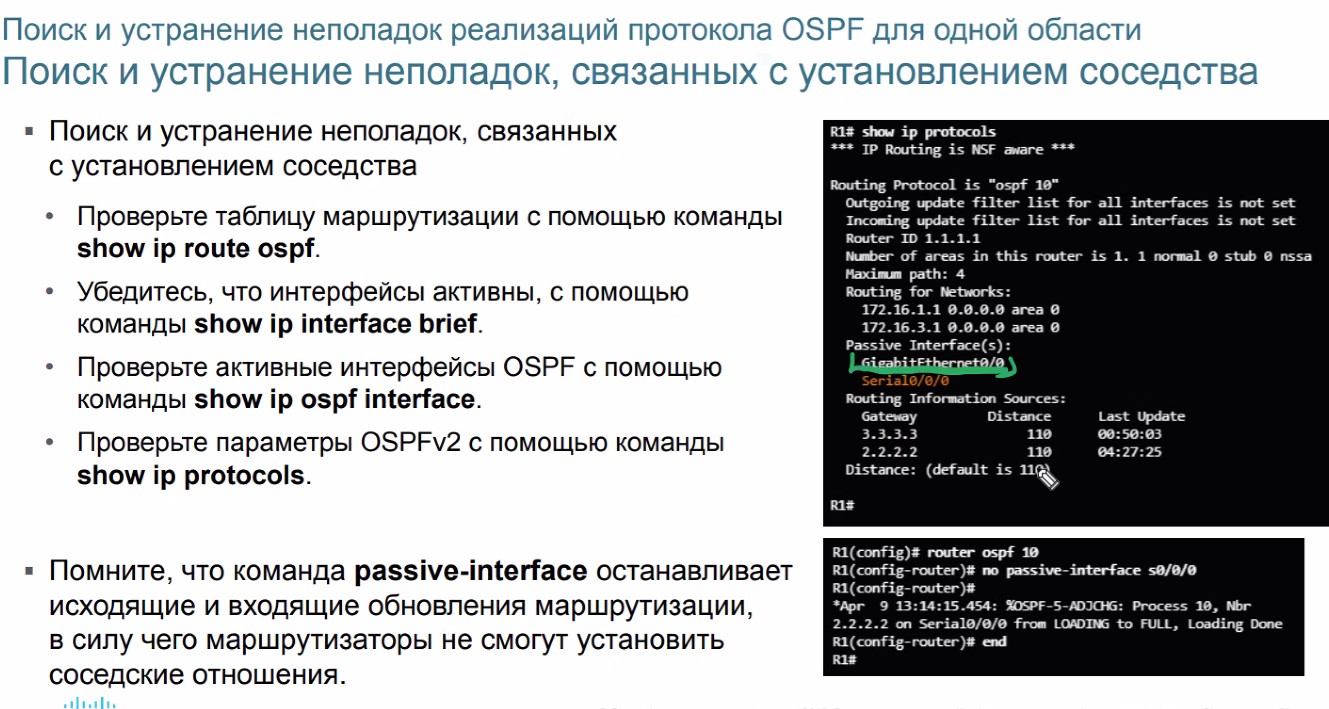 Поиск и устранение неполадок реализаций протокола OSPF для одной области
Поиск и устранение неполадок, связанных с установлением соседства
▪ Поиск и устранение неполадок, связанных
с установлением соседства
• Проверьте таблицу маршрутизации с помощью команды
show ip route ospf.
• Убедитесь, что интерфейсы активны, с помощью
команды show ip interface brief.
• Проверьте активные интерфейсы OSPF с помощью
команды show ip ospf interface.
• Проверьте параметры OSPFv2 с помощью команды
show ip protocols.
▪ Помните, что команда passive-interface останавливает
исходящие и входящие обновления маршрутизации,
в силу чего маршрутизаторы не смогут установить
соседские отношения.
R1# show ip protocols
*** IP Routing is NSF aware ***
Routing Protocol is "ospf 10"
Outgoing update filter list for all interfaces is not set
Incoming update filter list for all interfaces is not set
Router ID 1.1.1.1
Number of areas in this router is 1. 1 normal 0 stub 0 nssa
Maximum path: 4
Routing for Networks:
172.16.1.1 0.0.0.0 area 0
172.16.3.1 0.0.0.0 area 0
Passive Interface(s):
GigabitEthernet0/0
Serial0/0/0
Routing Information Sources:
Gateway Distance Last Update
3.3.3.3 110 00:50:03
2.2.2.2 110 04:27:25
Distance: (default is 110)
R1#
R1(config)# router ospf 10
R1(config-router)# no passive-interface s0/0/0
R1(config-router)#
*Apr 9 13:14:15.454: %OSPF-5-ADJCHG: Process 10, Nbr
2.2.2.2 on Serial0/0/0 from LOADING to FULL, Loading Done
R1(config-router)# end
R1#